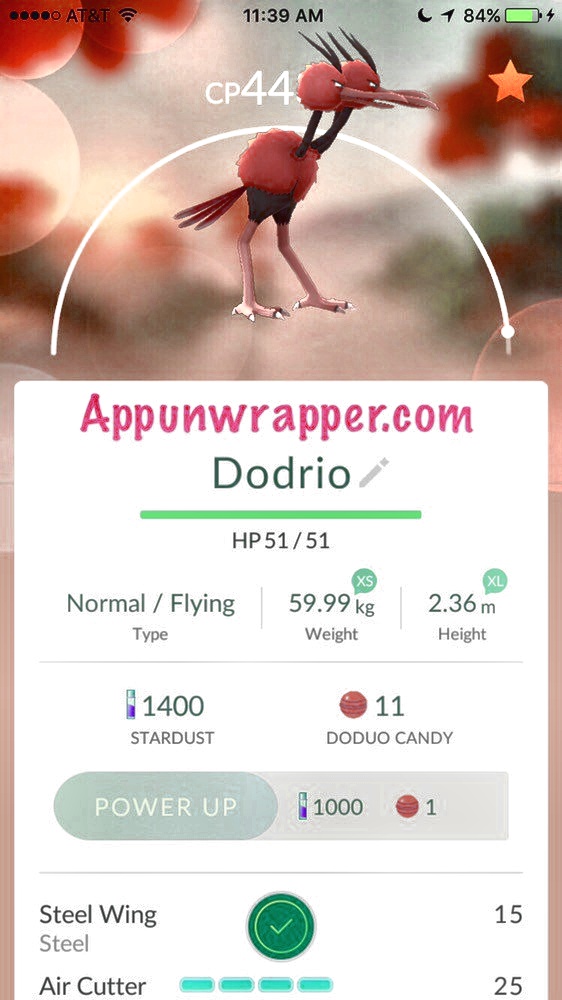 AT&T 11:39 AM 84%
CP44
Appunwrapper.com
Dodrio
HP 51 / 51
XS XL
Normal / Flying 59.99 kg 2.36 m
Type Weight Height
1400 11
STARDUST DODUO CANDY
POWER UP 1000 1
Steel Wing 15
Steel
Air Cutter 25